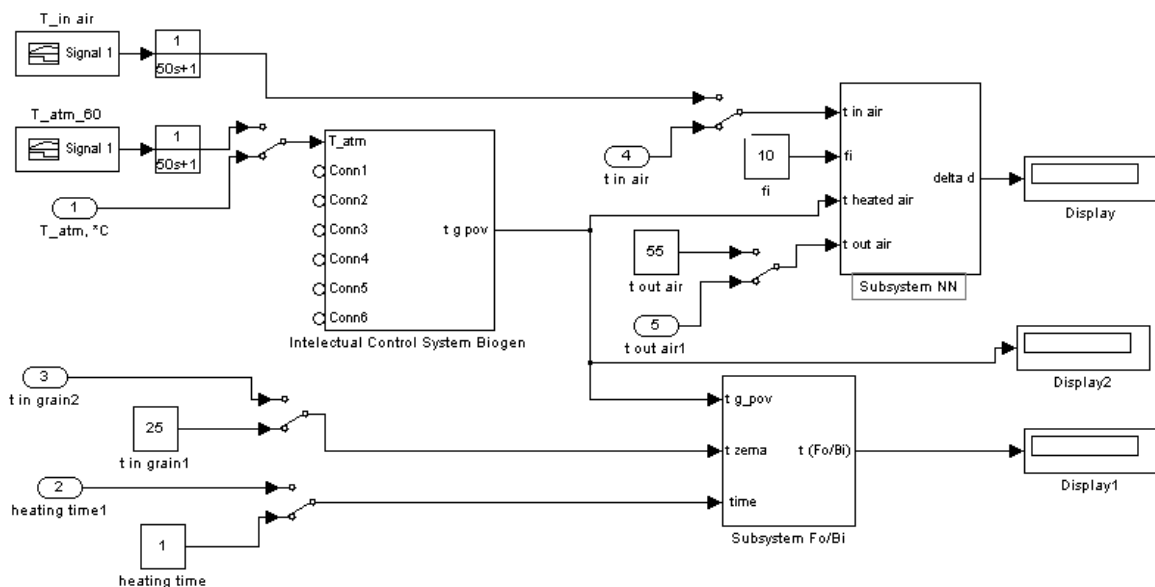 T_in air
Signal 1
1
50s+1
T_atm_60
Signal 1
1
50s+1
1
T_atm, *C
T_atm
Conn1
Conn2
Conn3
Conn4
Conn5
Conn6
t g pov
Intelectual Control System Biogen
4
t in air
10
fi
55
t out air
5
t out air1
t in air
fi
t heated air
t out air
delta d
Subsystem NN
Display
Display2
3
t in grain2
25
t in grain1
2
heating time1
1
heating time
t g_pov
t zema
time
t (Fo/Bi)
Subsystem Fo/Bi
Display1